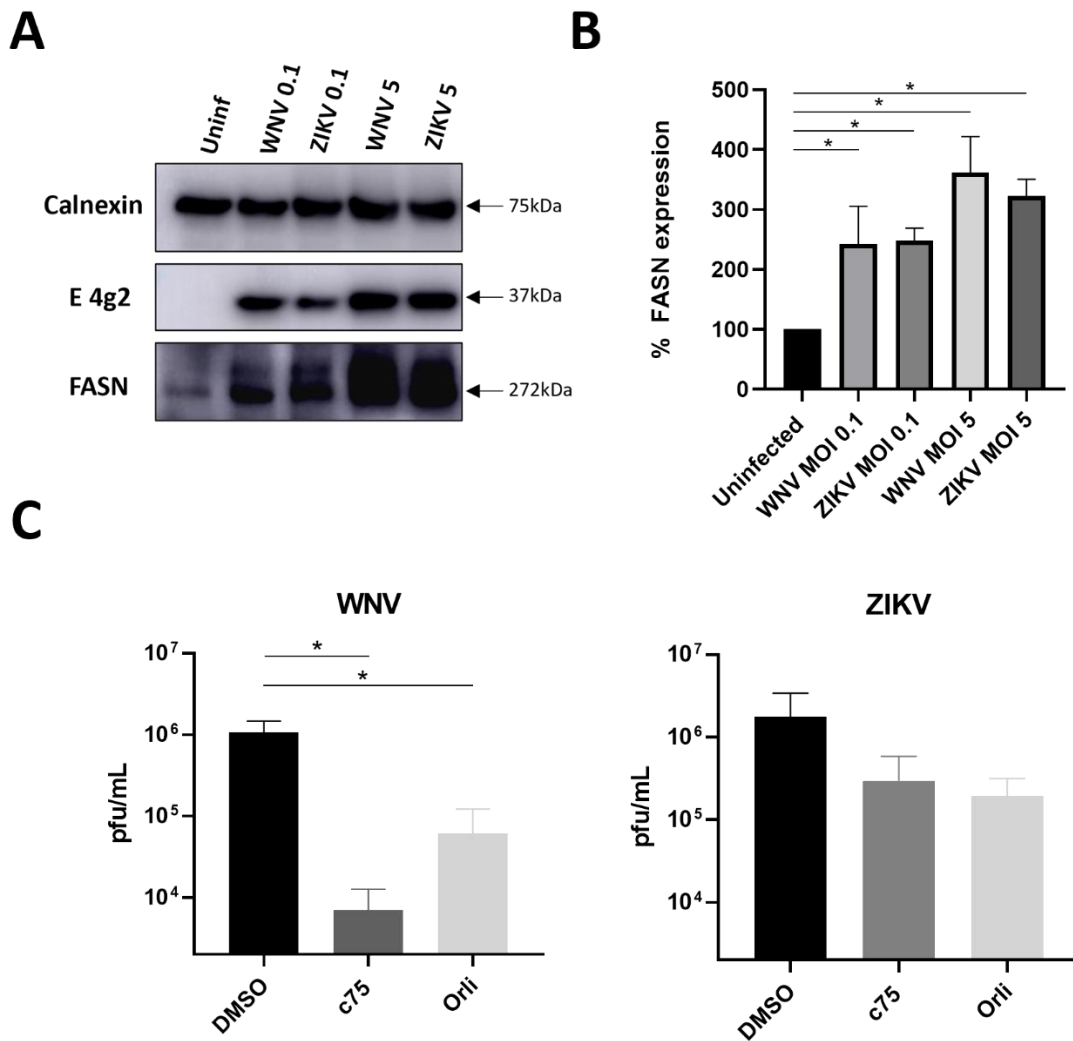 A
Uninf
WNV 0.1
ZIKV 0.1
WNV 5
ZIKV 5
Calnexin
75kDa
E 4g2
37kDa
FASN
272kDa
B
% FASN expression
500
400
300
200
100
0
*
*
*
*
Uninfected
WNV MOI 0.1
ZIKV MOI 0.1
WNV MOI 5
ZIKV MOI 5
C
WNV
pfu/mL
10⁷
10⁶
10⁵
10⁴
*
*
DMSO
c75
Orli
ZIKV
pfu/mL
10⁷
10⁶
10⁵
10⁴
DMSO
c75
Orli